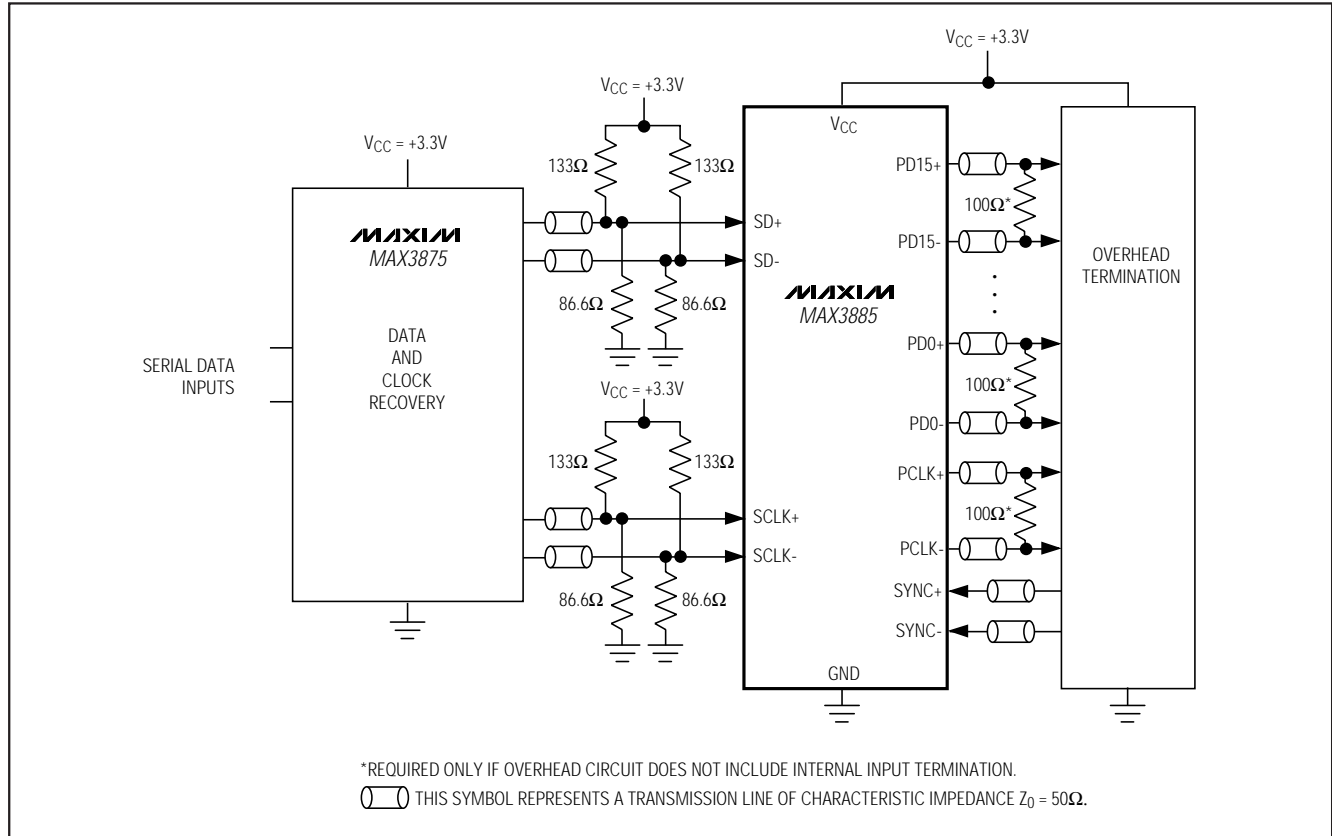 VCC = +3.3V
VCC = +3.3V
VCC = +3.3V
133Ω
133Ω
86.6Ω
86.6Ω
MAXIM
MAX3875
DATA
AND
CLOCK
RECOVERY
SERIAL DATA
INPUTS
VCC = +3.3V
133Ω
133Ω
86.6Ω
86.6Ω
VCC
SD+
SD-
MAXIM
MAX3885
SCLK+
SCLK-
GND
PD15+
100Ω*
PD15-
PD0+
100Ω*
PD0-
PCLK+
100Ω*
PCLK-
SYNC+
SYNC-
OVERHEAD
TERMINATION
*REQUIRED ONLY IF OVERHEAD CIRCUIT DOES NOT INCLUDE INTERNAL INPUT TERMINATION.
THIS SYMBOL REPRESENTS A TRANSMISSION LINE OF CHARACTERISTIC IMPEDANCE Z0 = 50Ω.